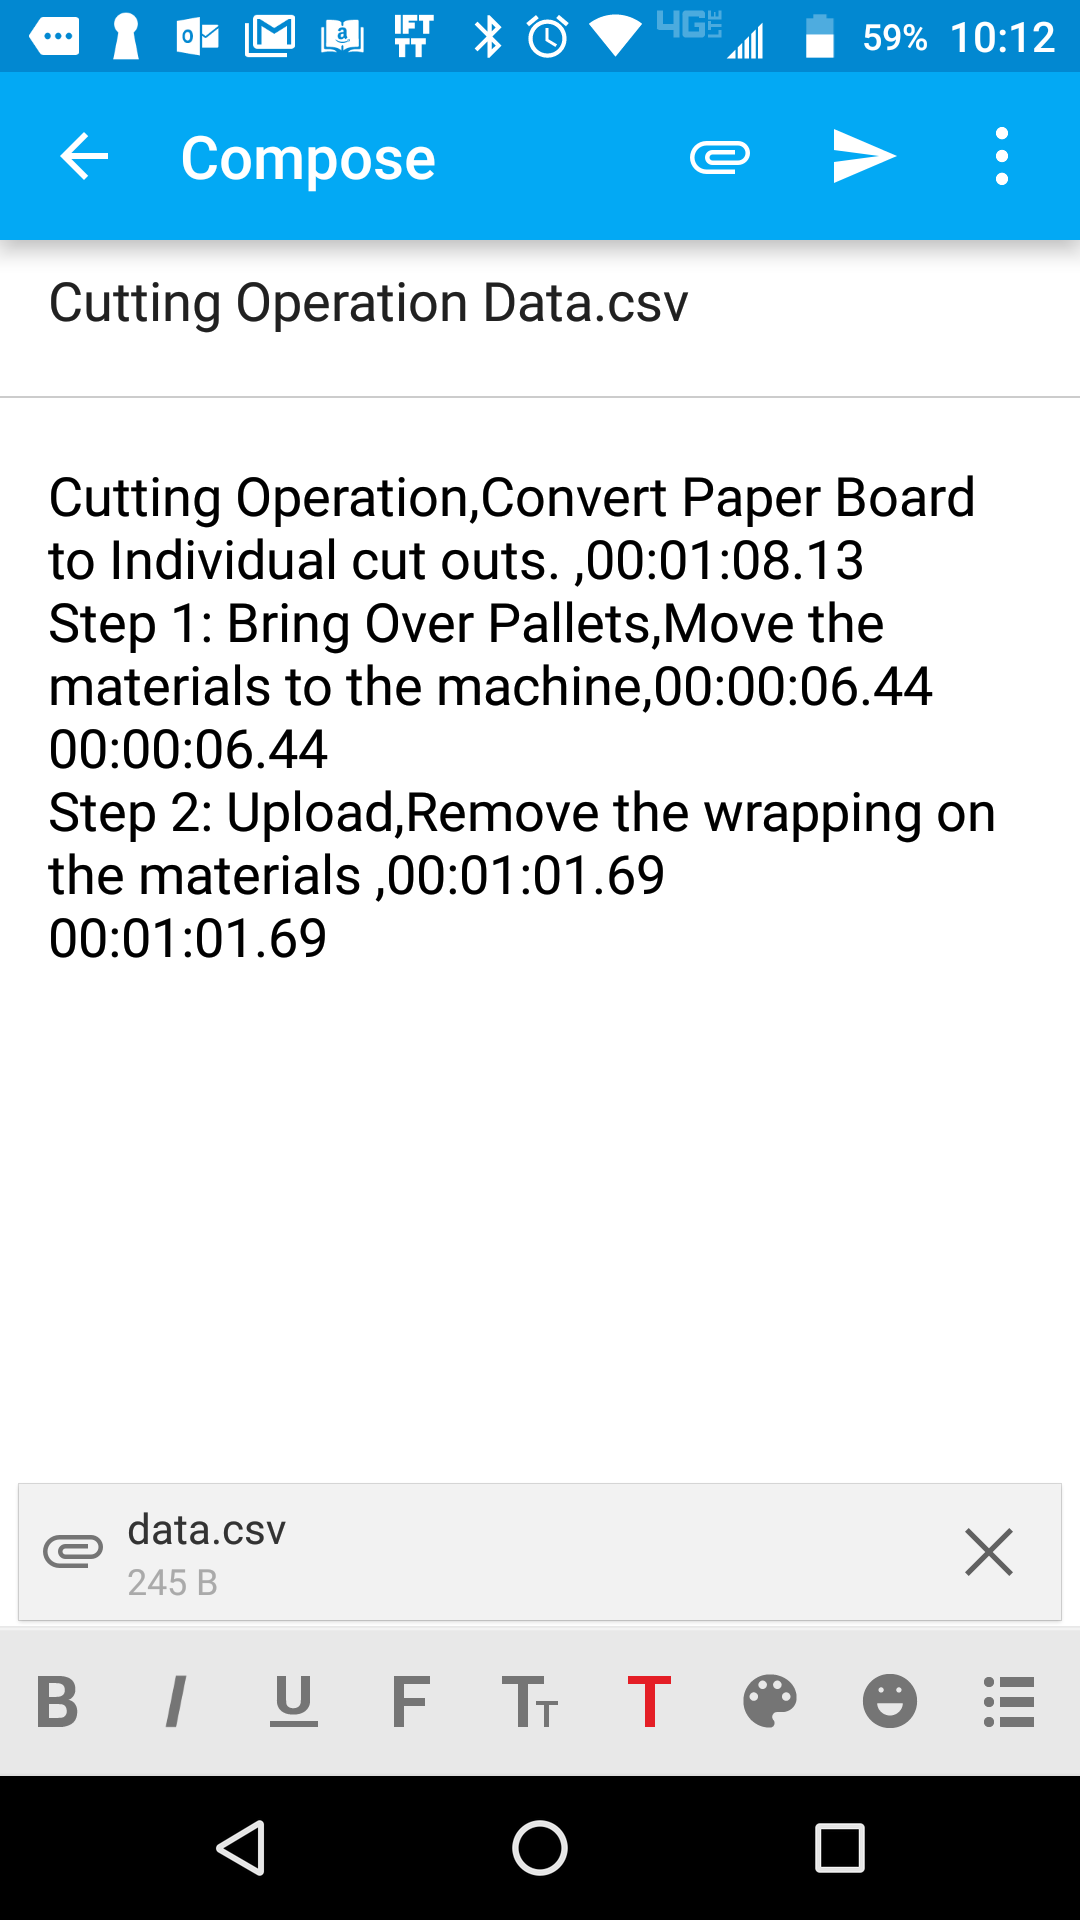 4G LTE 59% 10:12
Compose
Cutting Operation Data.csv
Cutting Operation,Convert Paper Board
to Individual cut outs. ,00:01:08.13
Step 1: Bring Over Pallets,Move the
materials to the machine,00:00:06.44
00:00:06.44
Step 2: Upload,Remove the wrapping on
the materials ,00:01:01.69
00:01:01.69
data.csv
245 B
B I U F TT T